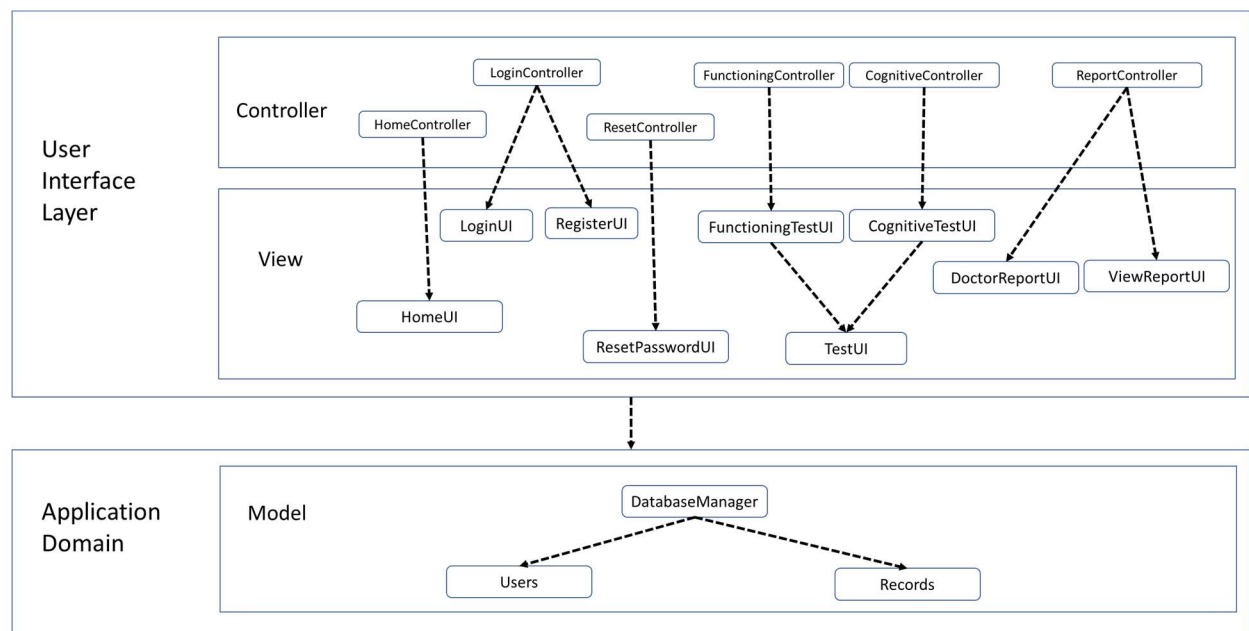 User
Interface
Layer
Controller
LoginController
FunctioningController
CognitiveController
ReportController
HomeController
ResetController
View
LoginUI
RegisterUI
FunctioningTestUI
CognitiveTestUI
DoctorReportUI
ViewReportUI
HomeUI
ResetPasswordUI
TestUI
Application
Domain
Model
DatabaseManager
Users
Records